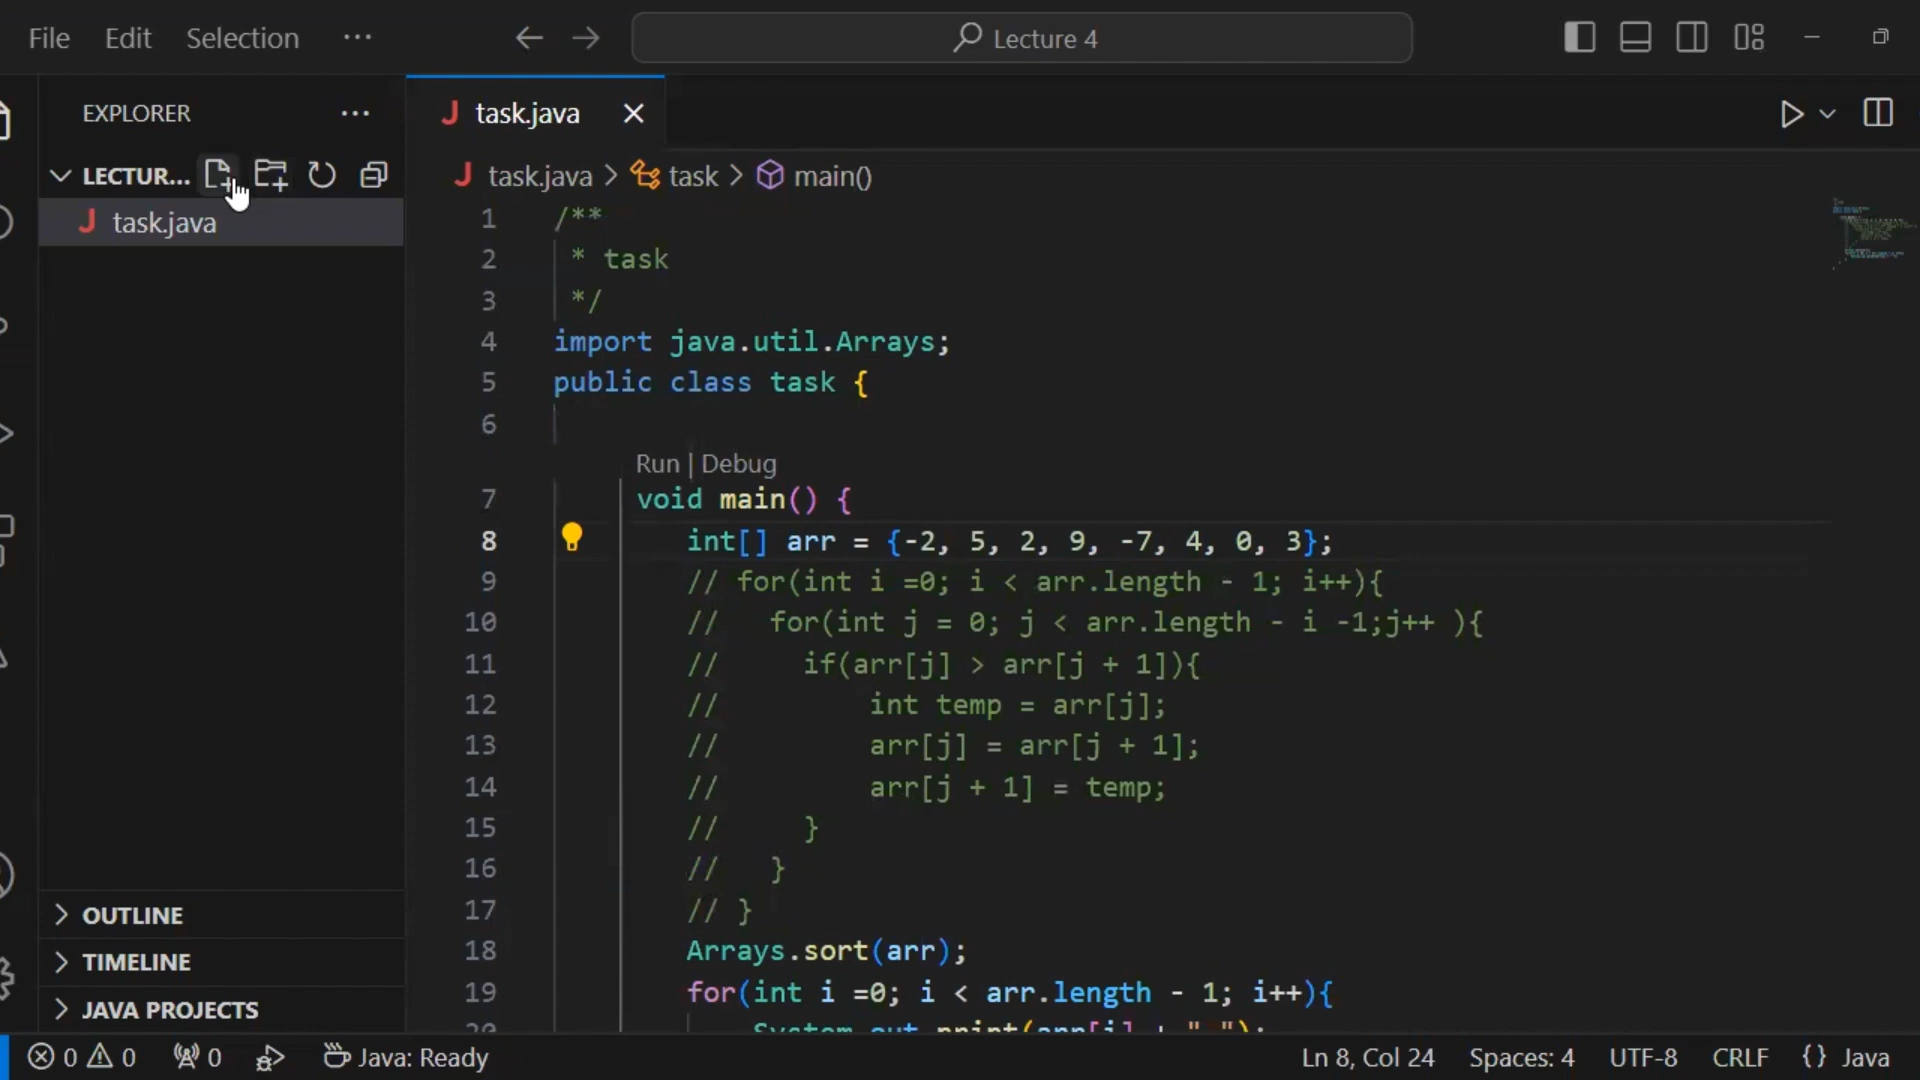 File Edit Selection ···
Lecture 4
EXPLORER ···
LECTUR...
task.java
OUTLINE
TIMELINE
JAVA PROJECTS
J task.java
J task.java > task > main()
1 /**
2 * task
3 */
4 import java.util.Arrays;
5 public class task {
6
Run | Debug
7 void main() {
8 int[] arr = {-2, 5, 2, 9, -7, 4, 0, 3};
9 // for(int i =0; i < arr.length - 1; i++){
10 // for(int j = 0; j < arr.length - i -1;j++ ){
11 // if(arr[j] > arr[j + 1]){
12 // int temp = arr[j];
13 // arr[j] = arr[j + 1];
14 // arr[j + 1] = temp;
15 // }
16 // }
17 // }
18 Arrays.sort(arr);
19 for(int i =0; i < arr.length - 1; i++){
20 System.out.print(arr[i] + " ");
0 0 0 Java: Ready Ln 8, Col 24 Spaces: 4 UTF-8 CRLF {} Java